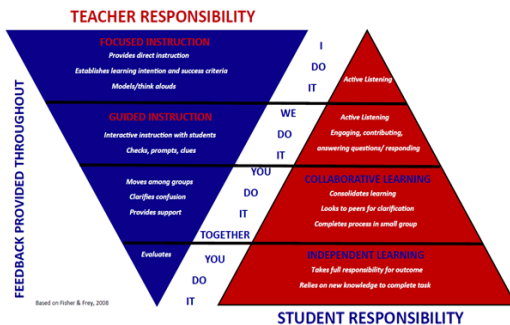 TEACHER RESPONSIBILITY
FOCUSED INSTRUCTION
Provides direct instruction
Establishes learning intention and success criteria
Models/think alouds
I
DO
IT
Active Listening
GUIDED INSTRUCTION
Interactive instruction with students
Checks, prompts, clues
WE
DO
IT
Active Listening
Engaging, contributing,
answering questions/ responding
Moves among groups
Clarifies confusion
Provides support
YOU
DO
IT
TOGETHER
COLLABORATIVE LEARNING
Consolidates learning
Looks to peers for clarification
Completes process in small group
Evaluates
YOU
DO
IT
INDEPENDENT LEARNING
Takes full responsibility for outcome
Relies on new knowledge to complete task
FEEDBACK PROVIDED THROUGHOUT
Based on Fisher & Frey, 2008
STUDENT RESPONSIBILITY